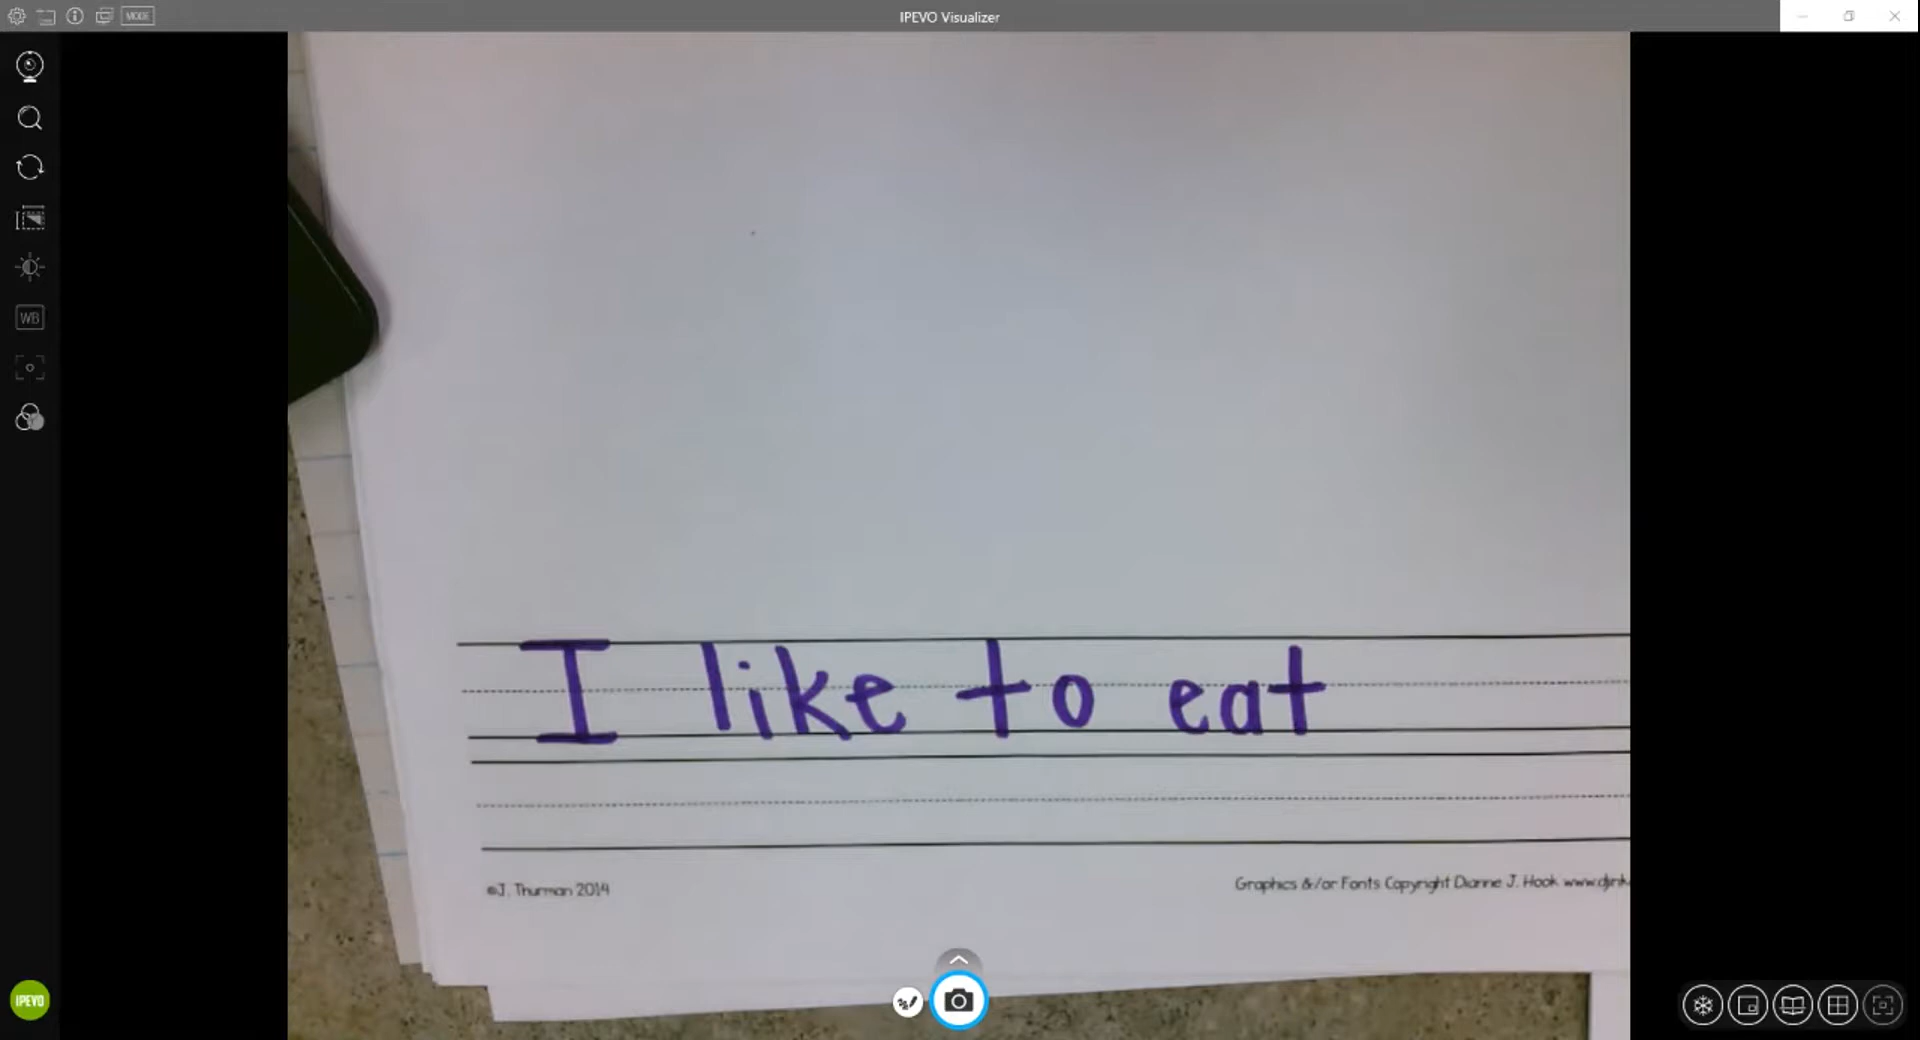 MODE
IPEVO Visualizer
WB
I like to eat
©J. Thurman 2014
Graphics &/or Fonts Copyright Dianne J. Hook
IPEVO